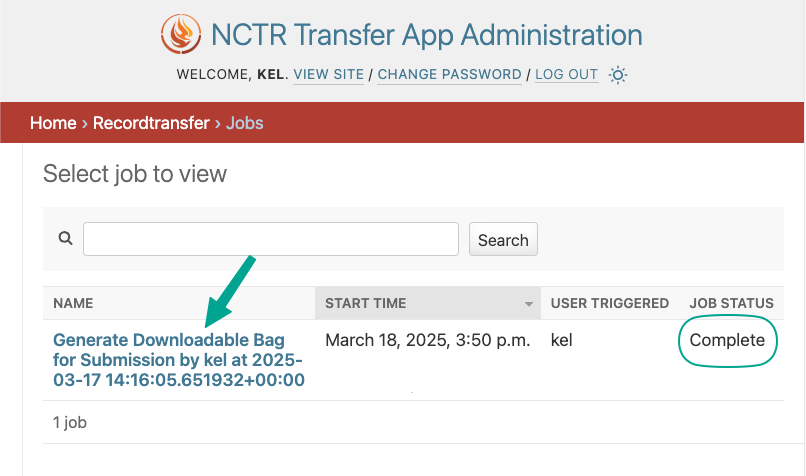 NCTR Transfer App Administration
WELCOME, KEL. VIEW SITE / CHANGE PASSWORD / LOG OUT
Home › Recordtransfer › Jobs
Select job to view
Search
NAME START TIME USER TRIGGERED JOB STATUS
Generate Downloadable Bag March 18, 2025, 3:50 p.m. kel Complete
for Submission by kel at 2025-
03-17 14:16:05.651932+00:00
1 job